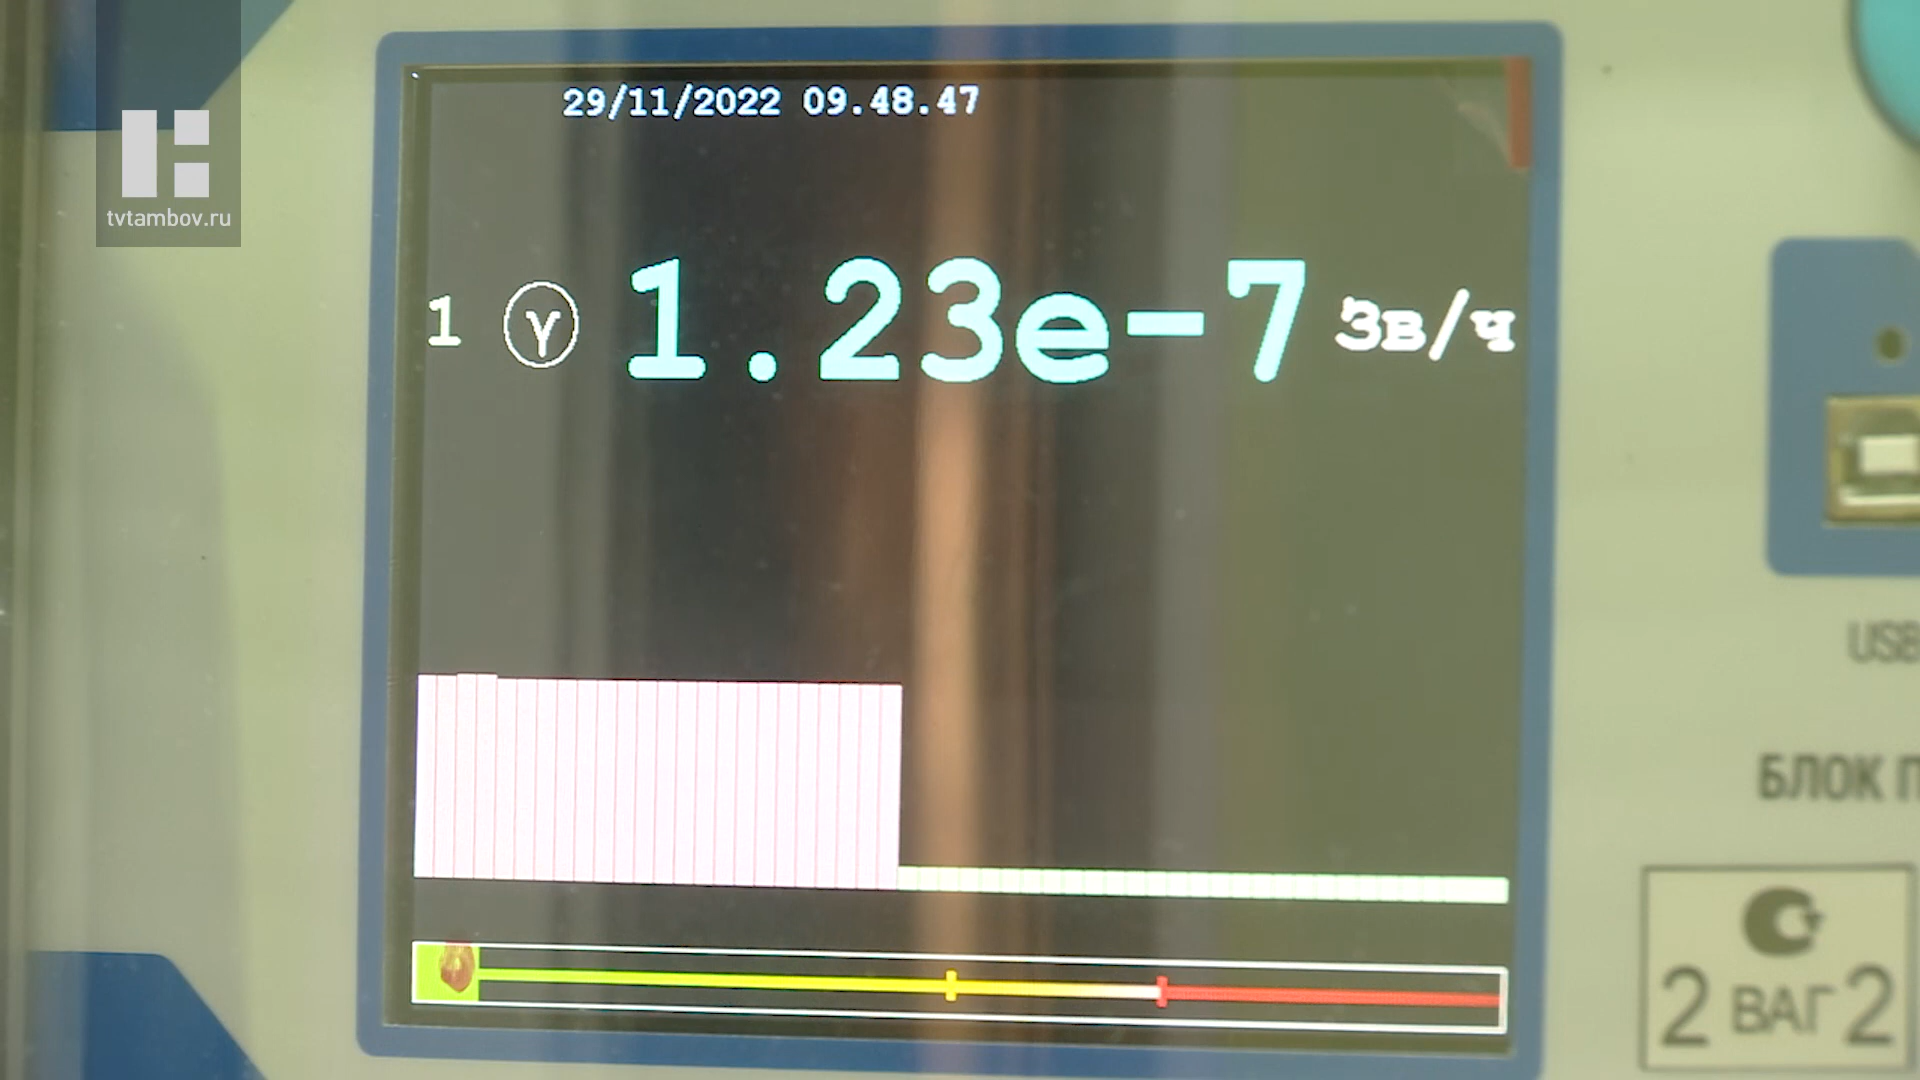 tvtambov.ru
29/11/2022 09.48.47
1 γ 1.23e-7 Зв/ч
USB
БЛОК П
2 ВАГ 2